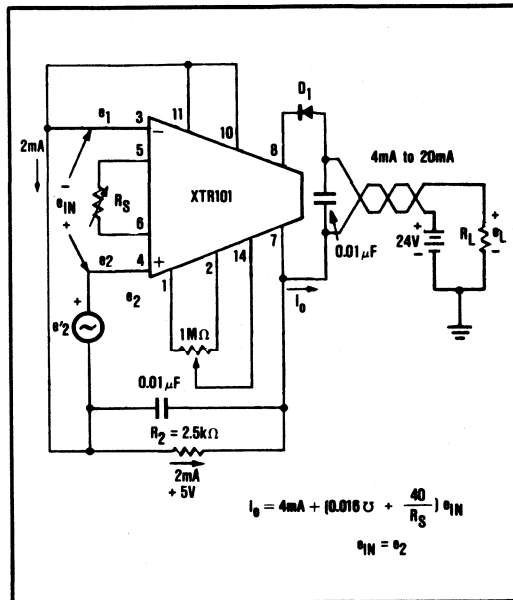 D1
e1
3
11
10
8
4mA to 20mA
2mA
−
5
−
XTR101
eIN
RS
+
0.01μF
24V
+
−
RL
+
eL
−
6
7
+
e2
4
+
e2
1
2
14
Io
+
e'2
1MΩ
0.01μF
R2 = 2.5kΩ
2mA
+ 5V
Io = 4mA + (0.016 ℧ + 40/RS) eIN
eIN = e2